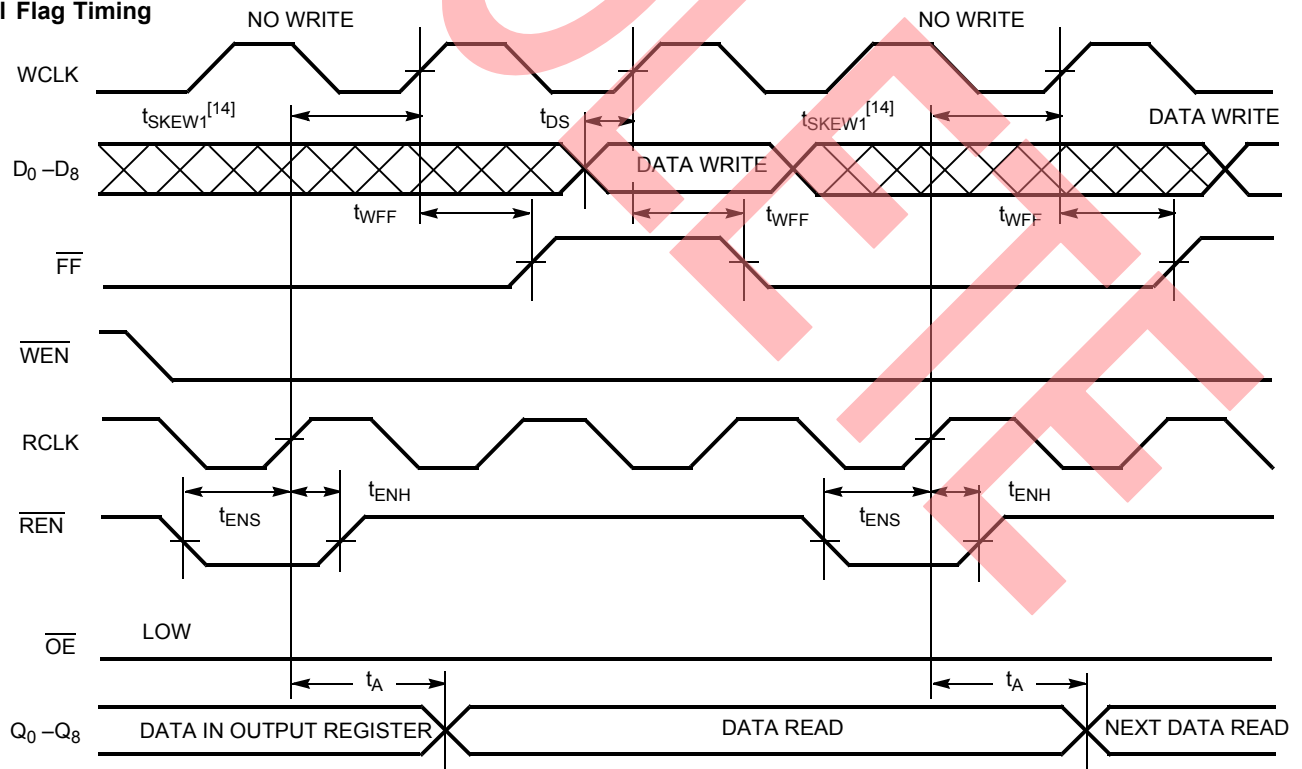 l Flag Timing
NO WRITE NO WRITE
WCLK
tSKEW1[14] tDS tSKEW1[14] DATA WRITE
D0 –D8 DATA WRITE
tWFF tWFF tWFF
FF
WEN
RCLK
tENH tENH
REN tENS tENS
LOW
OE
tA tA
Q0 –Q8 DATA IN OUTPUT REGISTER DATA READ NEXT DATA READ